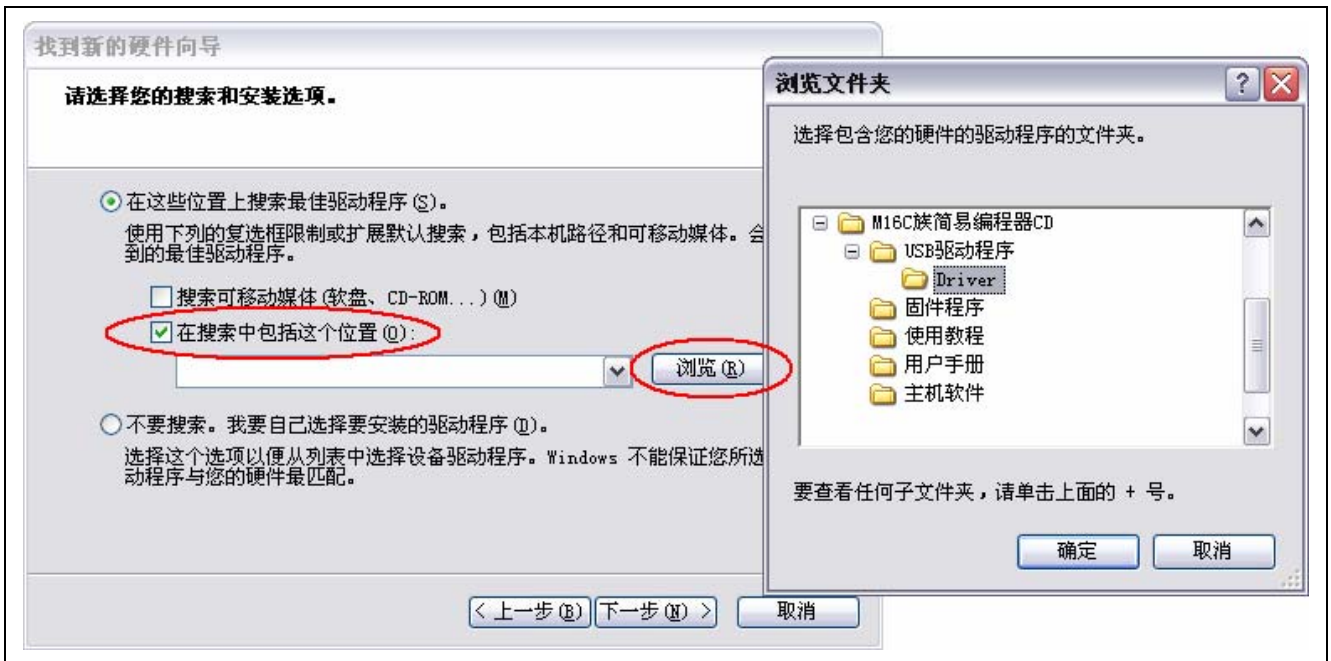 找到新的硬件向导
请选择您的搜索和安装选项。
在这些位置上搜索最佳驱动程序(S)。
使用下列的复选框限制或扩展默认搜索，包括本机路径和可移动媒体。会
到的最佳驱动程序。
搜索可移动媒体(软盘、CD-ROM...)(M)
在搜索中包括这个位置(O):
浏览(R)
不要搜索。我要自己选择要安装的驱动程序(D)。
选择这个选项以便从列表中选择设备驱动程序。Windows 不能保证您所选
动程序与您的硬件最匹配。
< 上一步(B)
下一步(N) >
取消
浏览文件夹
选择包含您的硬件的驱动程序的文件夹。
M16C族简易编程器CD
USB驱动程序
Driver
固件程序
使用教程
用户手册
主机软件
要查看任何子文件夹，请单击上面的 + 号。
确定
取消